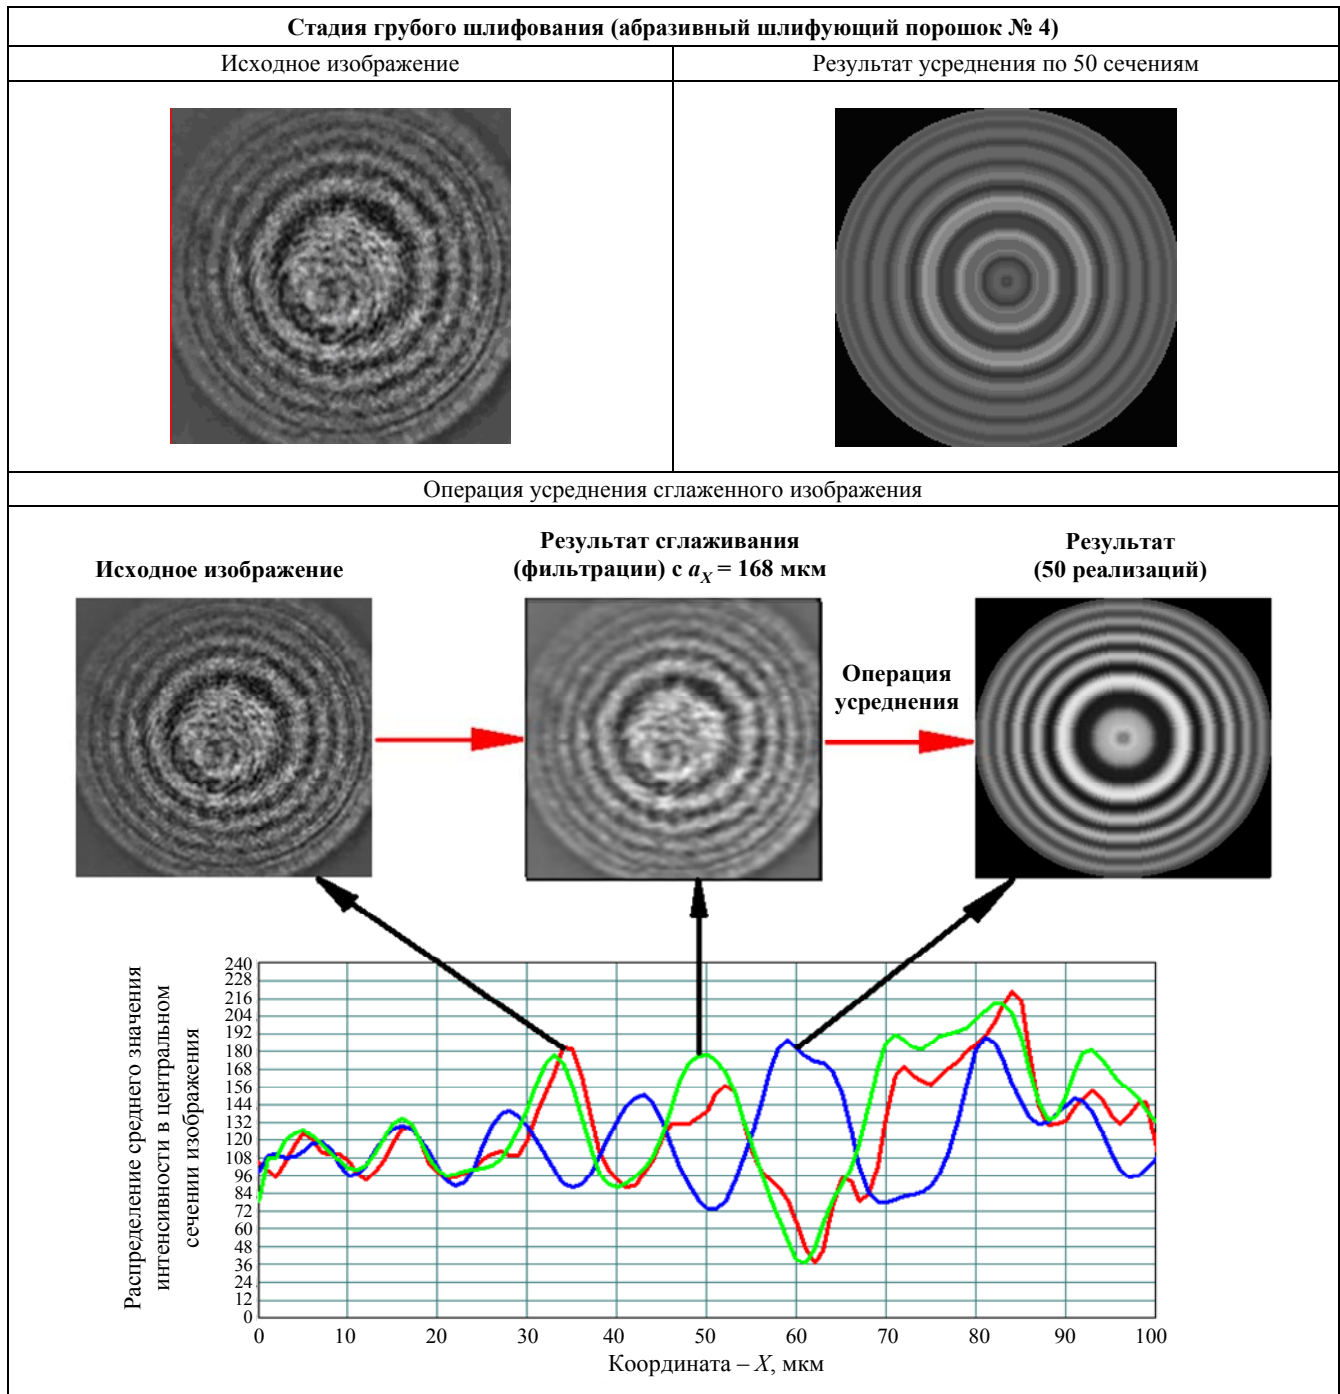 Стадия грубого шлифования (абразивный шлифующий порошок № 4)
Исходное изображение
Результат усреднения по 50 сечениям
Операция усреднения сглаженного изображения
Исходное изображение
Результат сглаживания
(фильтрации) с aX = 168 мкм
Результат
(50 реализаций)
Операция
усреднения
Распределение среднего значения
интенсивности в центральном
сечении изображения
240
228
216
204
192
180
168
156
144
132
120
108
96
84
72
60
48
36
24
12
0
0 10 20 30 40 50 60 70 80 90 100
Координата – X, мкм